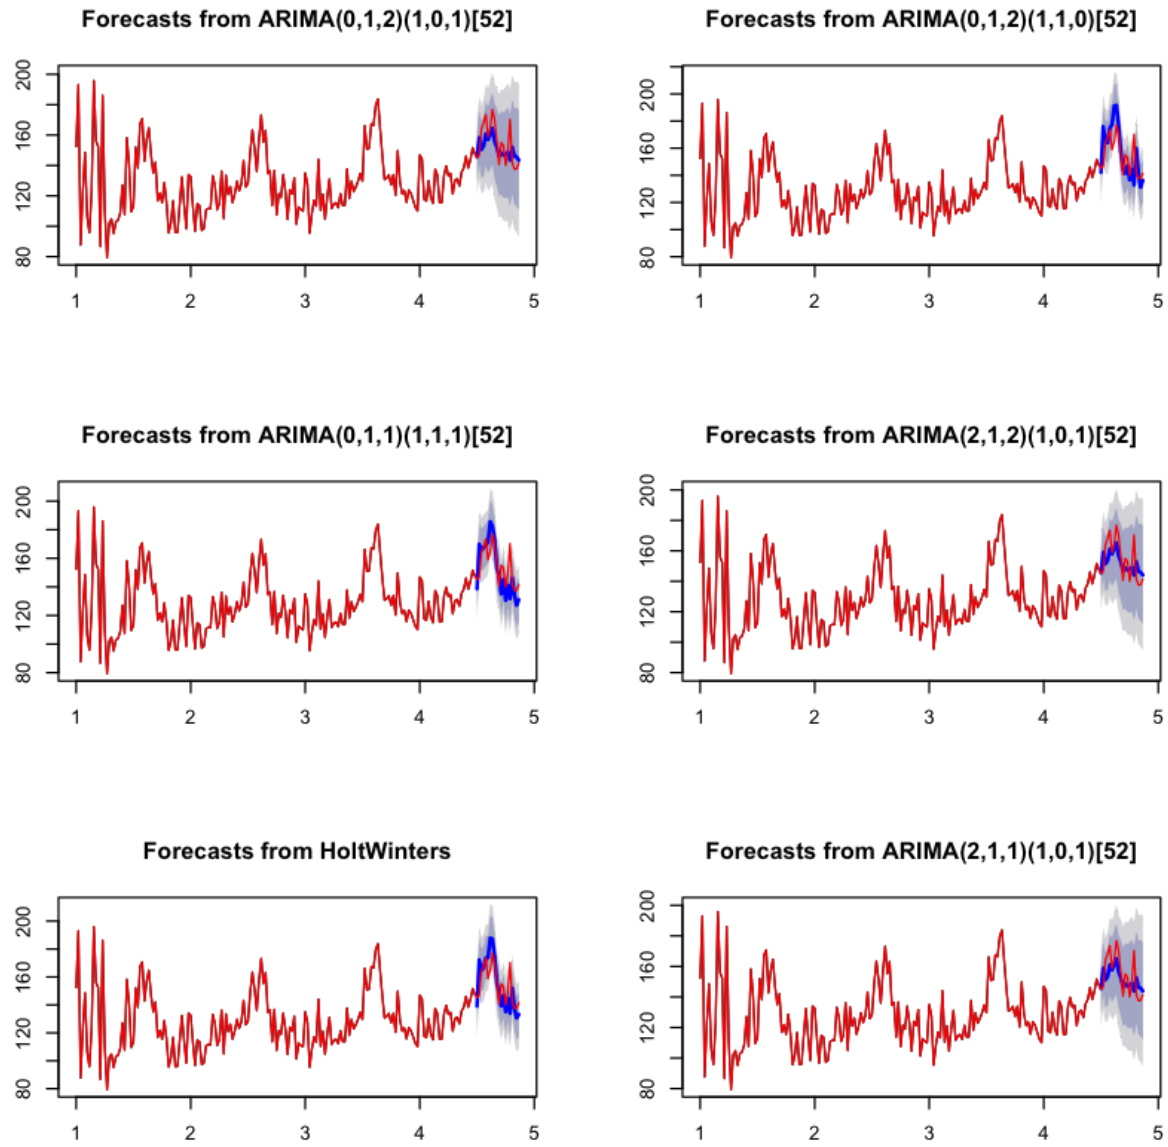 Forecasts from ARIMA(0,1,2)(1,0,1)[52]
200
160
120
80
1 2 3 4 5
Forecasts from ARIMA(0,1,2)(1,1,0)[52]
200
160
120
80
1 2 3 4 5
Forecasts from ARIMA(0,1,1)(1,1,1)[52]
200
160
120
80
1 2 3 4 5
Forecasts from ARIMA(2,1,2)(1,0,1)[52]
200
160
120
80
1 2 3 4 5
Forecasts from HoltWinters
200
160
120
80
1 2 3 4 5
Forecasts from ARIMA(2,1,1)(1,0,1)[52]
200
160
120
80
1 2 3 4 5